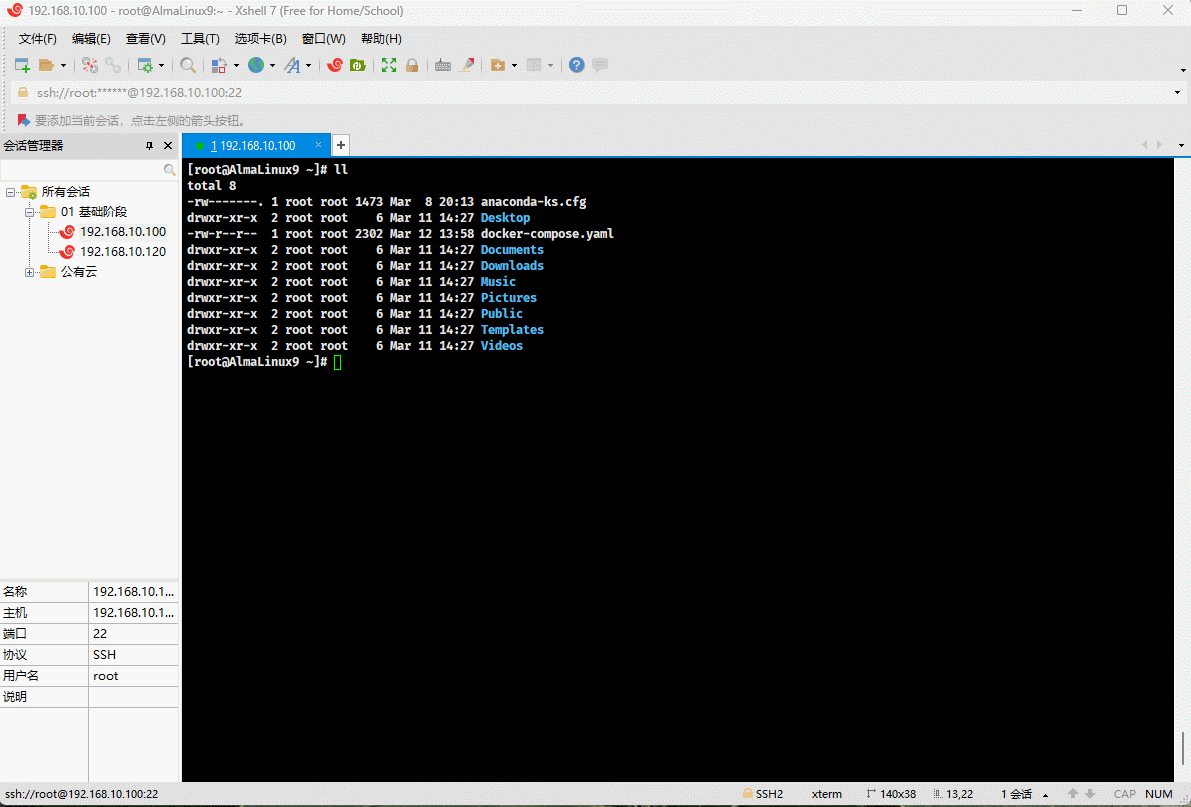 192.168.10.100 - root@AlmaLinux9:~ - Xshell 7 (Free for Home/School)
文件(F) 编辑(E) 查看(V) 工具(T) 选项卡(B) 窗口(W) 帮助(H)
ssh://root:******@192.168.10.100:22
要添加当前会话，点击左侧的箭头按钮。
会话管理器
所有会话
01 基础阶段
192.168.10.100
192.168.10.120
公有云
名称 192.168.10.1...
主机 192.168.10.1...
端口 22
协议 SSH
用户名 root
说明
1 192.168.10.100 × +
[root@AlmaLinux9 ~]# ll
total 8
-rw-------. 1 root root 1473 Mar  8 20:13 anaconda-ks.cfg
drwxr-xr-x  2 root root    6 Mar 11 14:27 Desktop
-rw-r--r--  1 root root 2302 Mar 12 13:58 docker-compose.yaml
drwxr-xr-x  2 root root    6 Mar 11 14:27 Documents
drwxr-xr-x  2 root root    6 Mar 11 14:27 Downloads
drwxr-xr-x  2 root root    6 Mar 11 14:27 Music
drwxr-xr-x  2 root root    6 Mar 11 14:27 Pictures
drwxr-xr-x  2 root root    6 Mar 11 14:27 Public
drwxr-xr-x  2 root root    6 Mar 11 14:27 Templates
drwxr-xr-x  2 root root    6 Mar 11 14:27 Videos
[root@AlmaLinux9 ~]#
ssh://root@192.168.10.100:22 SSH2 xterm 140x38 13,22 1 会话 CAP NUM